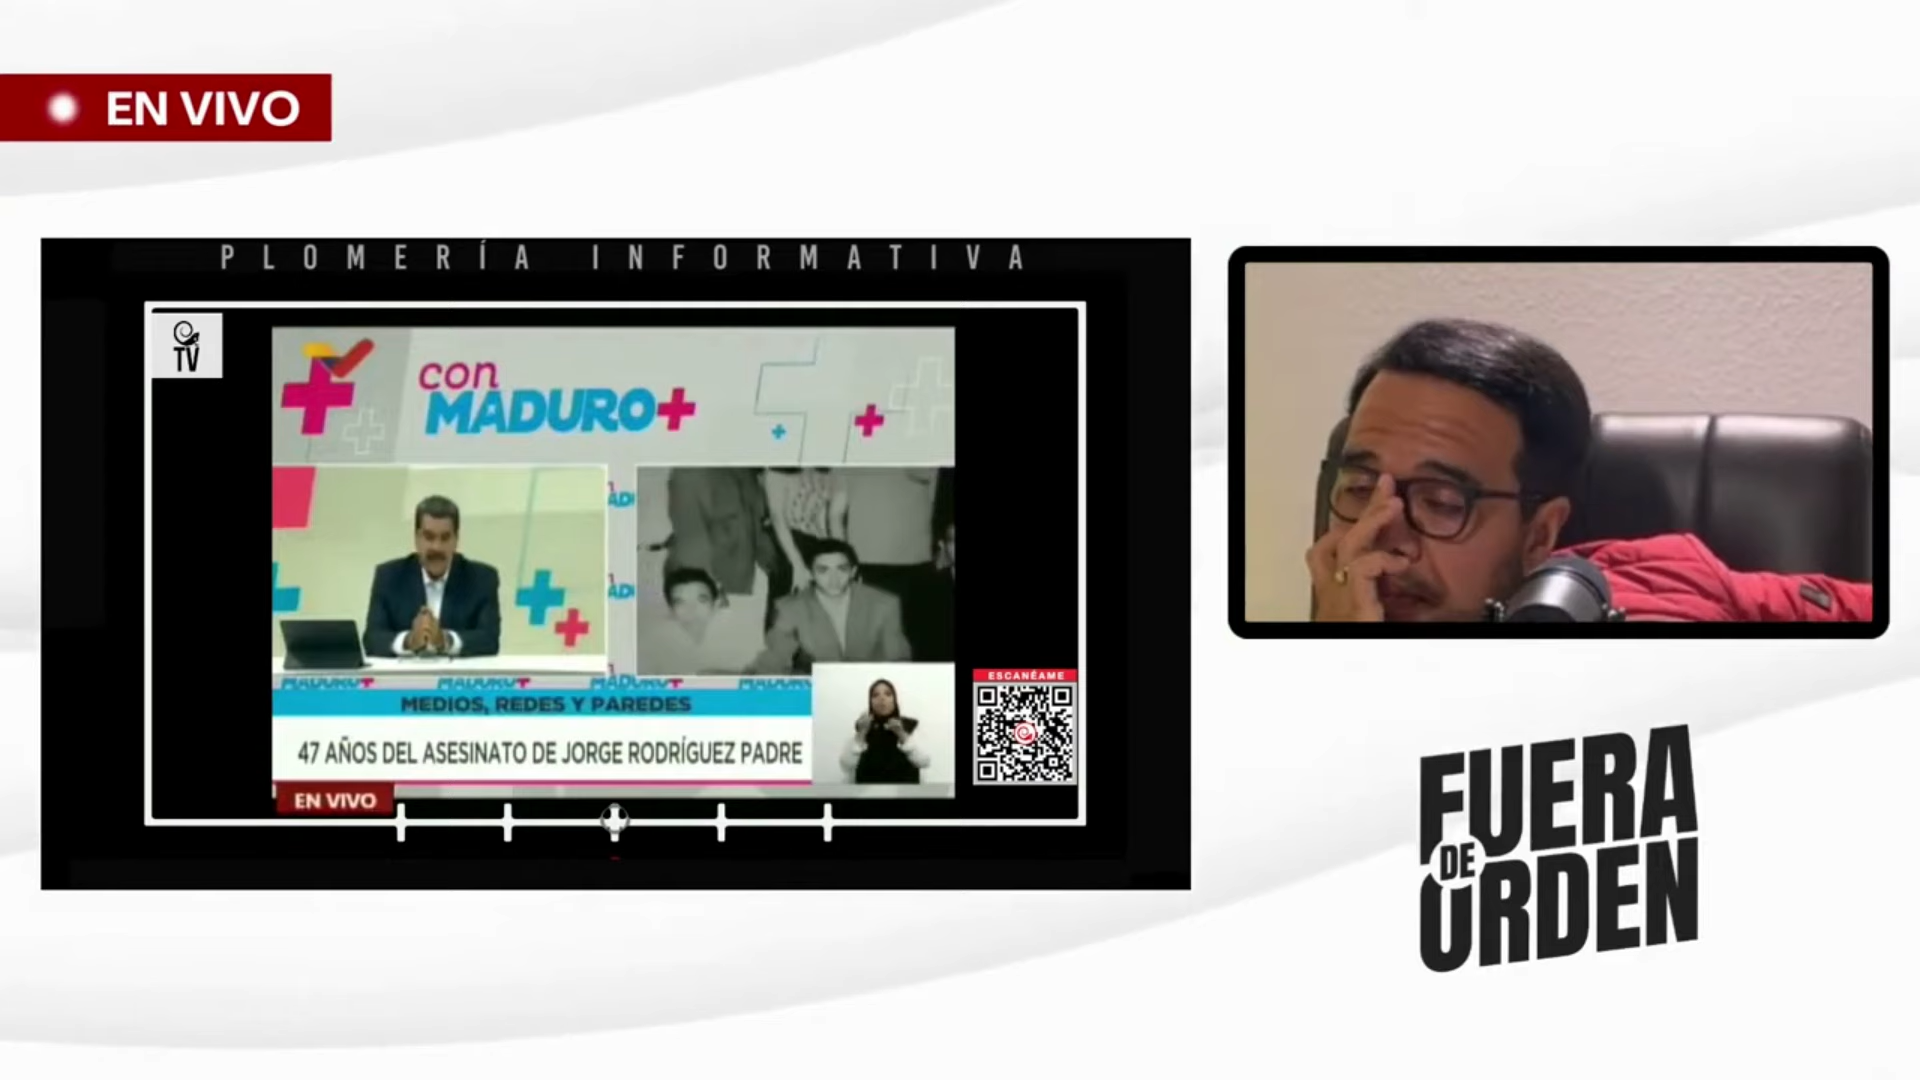 EN VIVO
PLOMERÍA INFORMATIVA
TV
con
MADURO+
MEDIOS, REDES Y PAREDES
47 AÑOS DEL ASESINATO DE JORGE RODRÍGUEZ PADRE
EN VIVO
ESCANÉAME
FUERA
DE
ORDEN